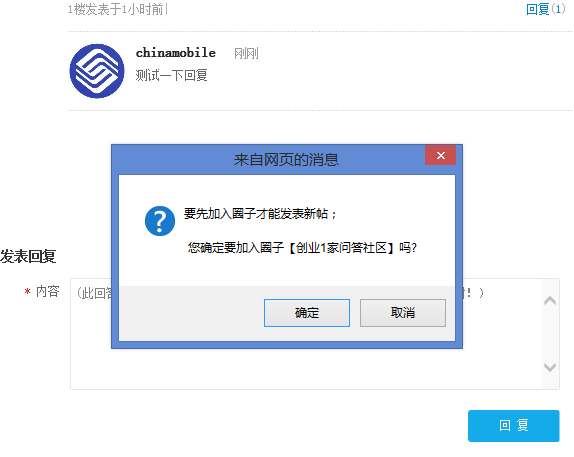 1楼发表于1小时前|
回复(1)
chinamobile 刚刚
测试一下回复
来自网页的消息
要先加入圈子才能发表新帖；
您确定要加入圈子【创业1家问答社区】吗?
确定 取消
发表回复
* 内容
(此回 ！)
回 复